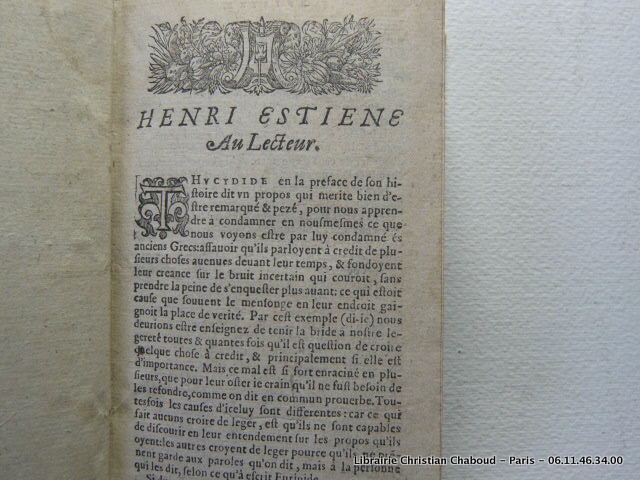 HENRI ESTIENE
Au Lecteur.
THVCYDIDE en la preface de son hi-
stoire dit vn propos qui merite bien d'e-
stre remarqué & pezé, pour nous appren-
dre à condamner en nousmesmes ce que
nous voyons estre par luy condamné és
anciens Grecs: assauoir qu'ils parloyent à credit de plu-
sieurs choses auenues deuant leur temps, & fondoyent
leur creance sur le bruit incertain qui couroit, sans
prendre la peine de s'enquester plus auant: ce qui estoit
cause que souuent le mensonge en leur endroit gai-
gnoit la place de verité. Par cest exemple (di-ie) nous
deurions estre enseignez de tenir la bride à nostre le-
gereté toutes & quantes fois qu'il est question de croire
quelque chose à credit, & principalement si elle est
d'importance. Mais ce mal est si fort enraciné en plu-
sieurs, que pour leur oster ie crain qu'il ne fust besoin de
les refondre, comme on dit en commun prouerbe. Tou-
tesfois les causes d'iceluy sont differentes: car ce qui
fait aucuns croire de leger, est qu'ils ne sont capables
de discourir en leur entendement sur les propos qu'ils
oyent: les autres croyent de leger pource qu'ils ne pre-
nent garde aux paroles qu'on dit, mais à la personne
qui les dit, selon ce qu'a escrit Euripide.
Librairie Christian Chaboud - Paris - 06.11.46.34.00